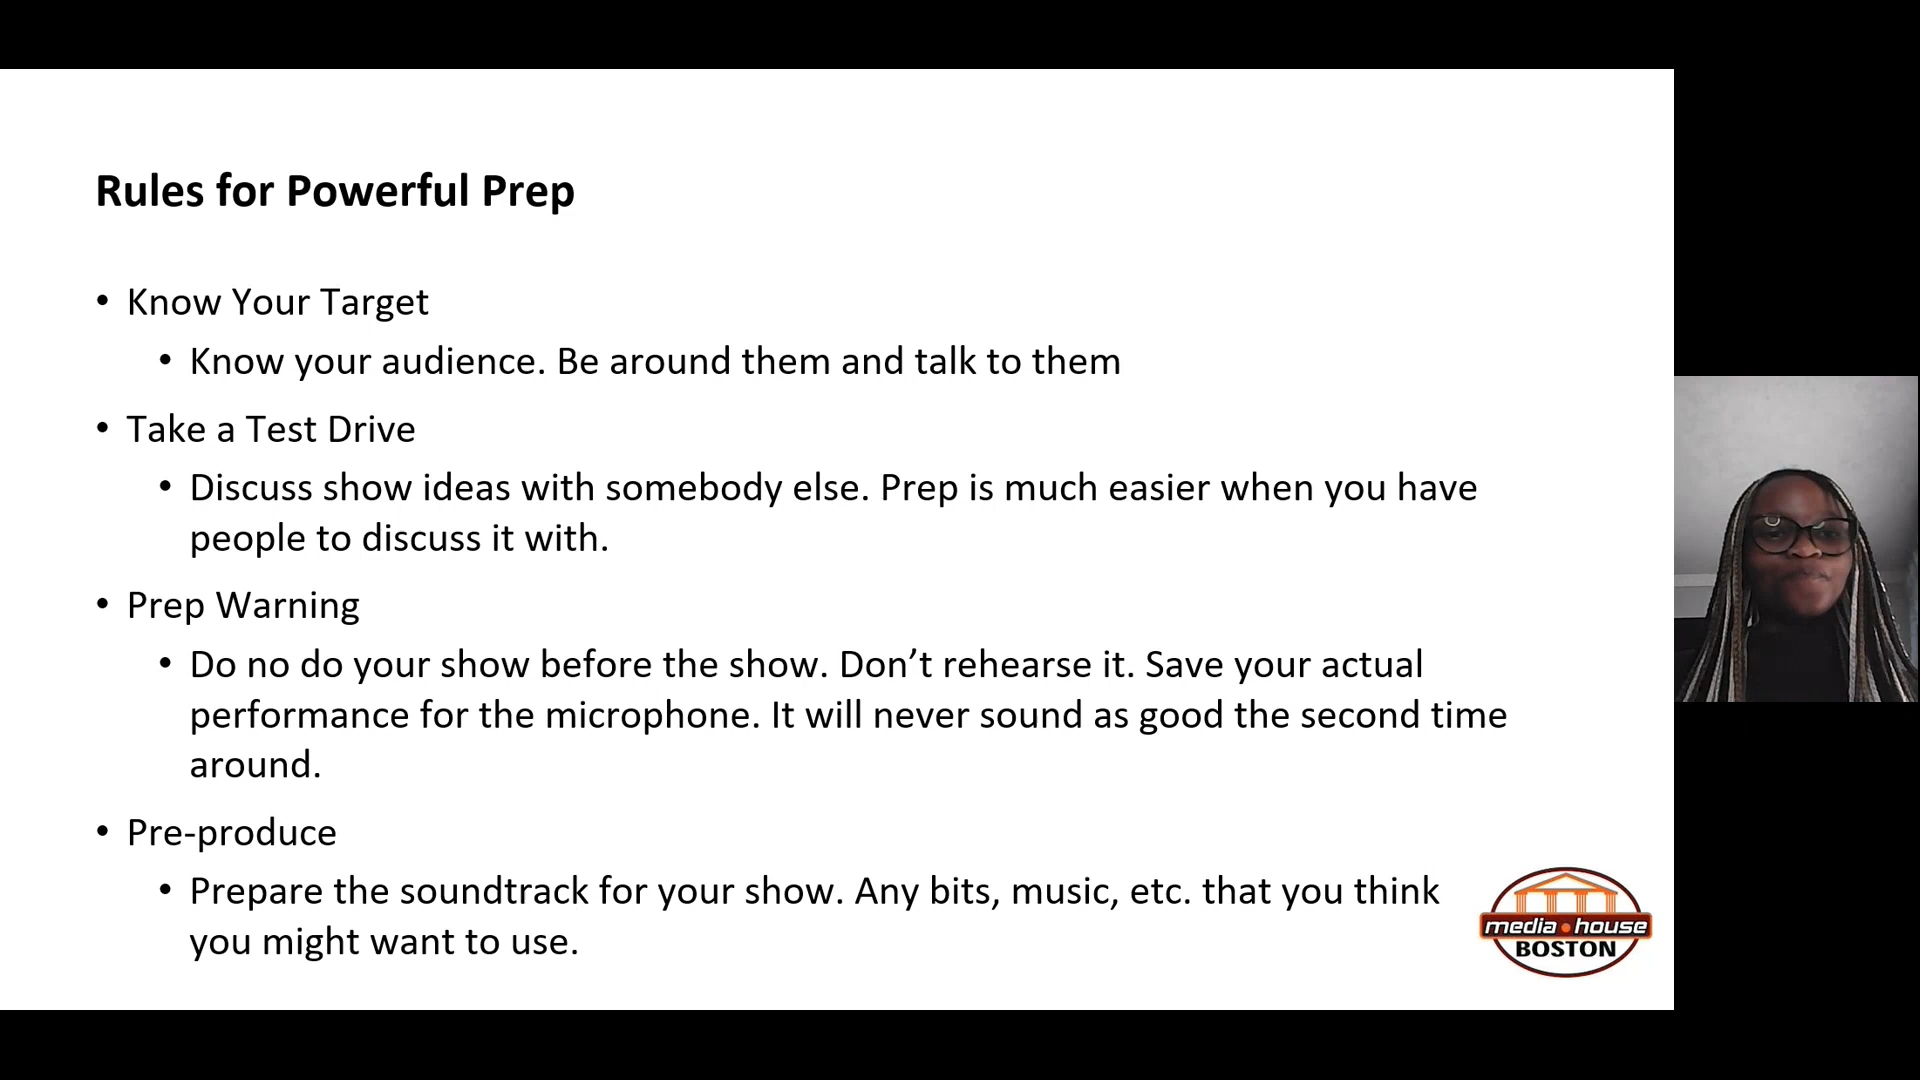 Rules for Powerful Prep
• Know Your Target
• Know your audience. Be around them and talk to them
• Take a Test Drive
• Discuss show ideas with somebody else. Prep is much easier when you have
people to discuss it with.
• Prep Warning
• Do no do your show before the show. Don’t rehearse it. Save your actual
performance for the microphone. It will never sound as good the second time
around.
• Pre-produce
• Prepare the soundtrack for your show. Any bits, music, etc. that you think
you might want to use.
media•house
BOSTON